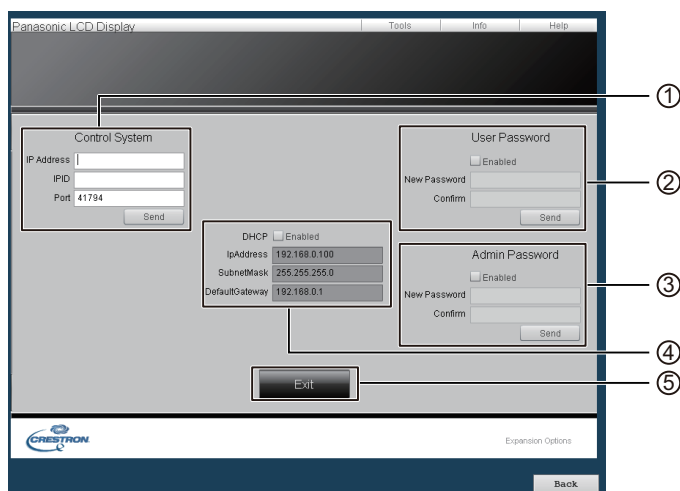 Panasonic LCD Display
Tools Info Help
①
Control System
IP Address
IPID
Port 41794
Send
User Password
Enabled
New Password
Confirm
Send
②
DHCP Enabled
IpAddress 192.168.0.100
SubnetMask 255.255.255.0
DefaultGateway 192.168.0.1
Admin Password
Enabled
New Password
Confirm
Send
③
④
Exit
⑤
CRESTRON
Expansion Options
Back